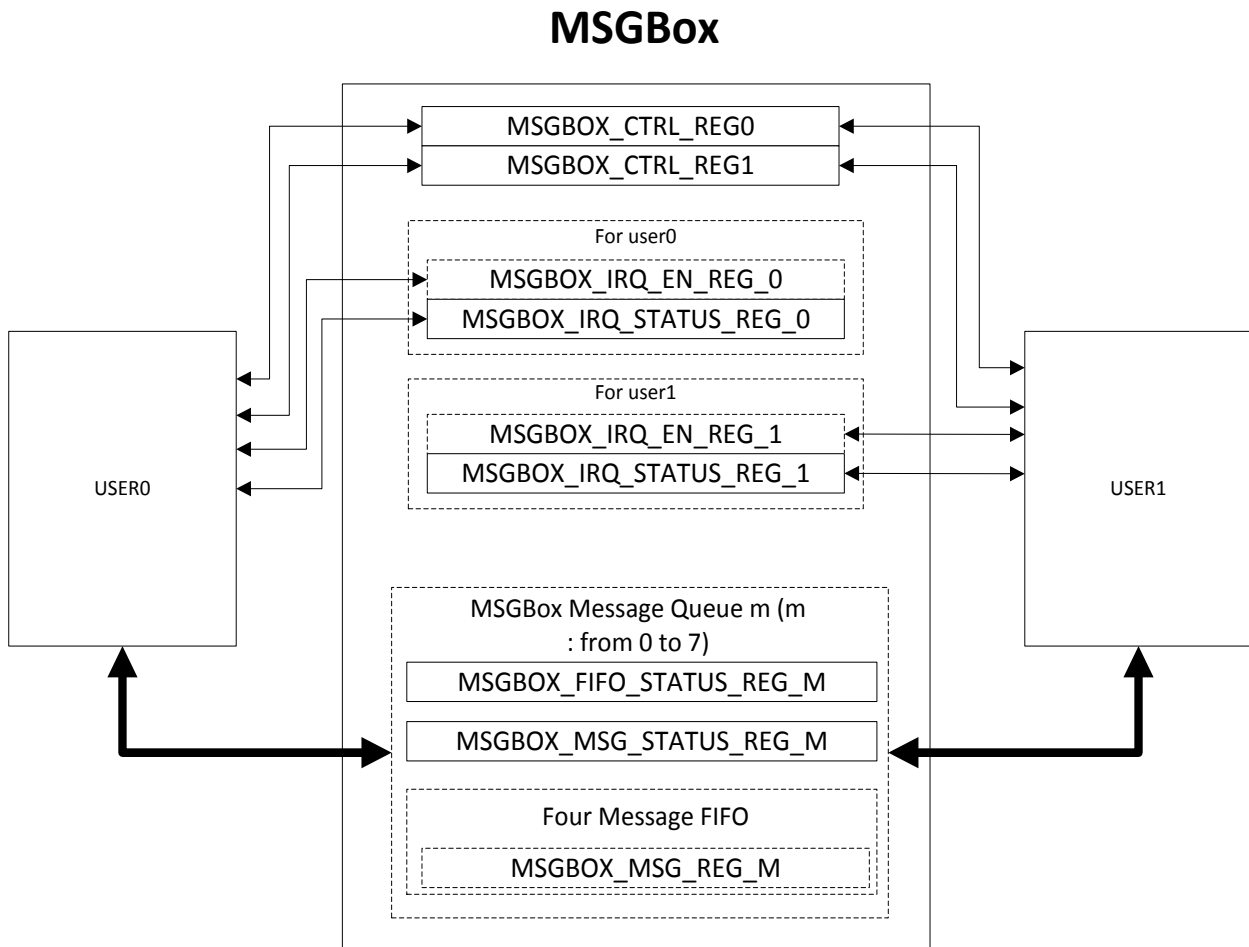 MSGBox
MSGBOX_CTRL_REG0
MSGBOX_CTRL_REG1
For user0
MSGBOX_IRQ_EN_REG_0
MSGBOX_IRQ_STATUS_REG_0
For user1
MSGBOX_IRQ_EN_REG_1
MSGBOX_IRQ_STATUS_REG_1
USER0
USER1
MSGBox Message Queue m (m
: from 0 to 7)
MSGBOX_FIFO_STATUS_REG_M
MSGBOX_MSG_STATUS_REG_M
Four Message FIFO
MSGBOX_MSG_REG_M